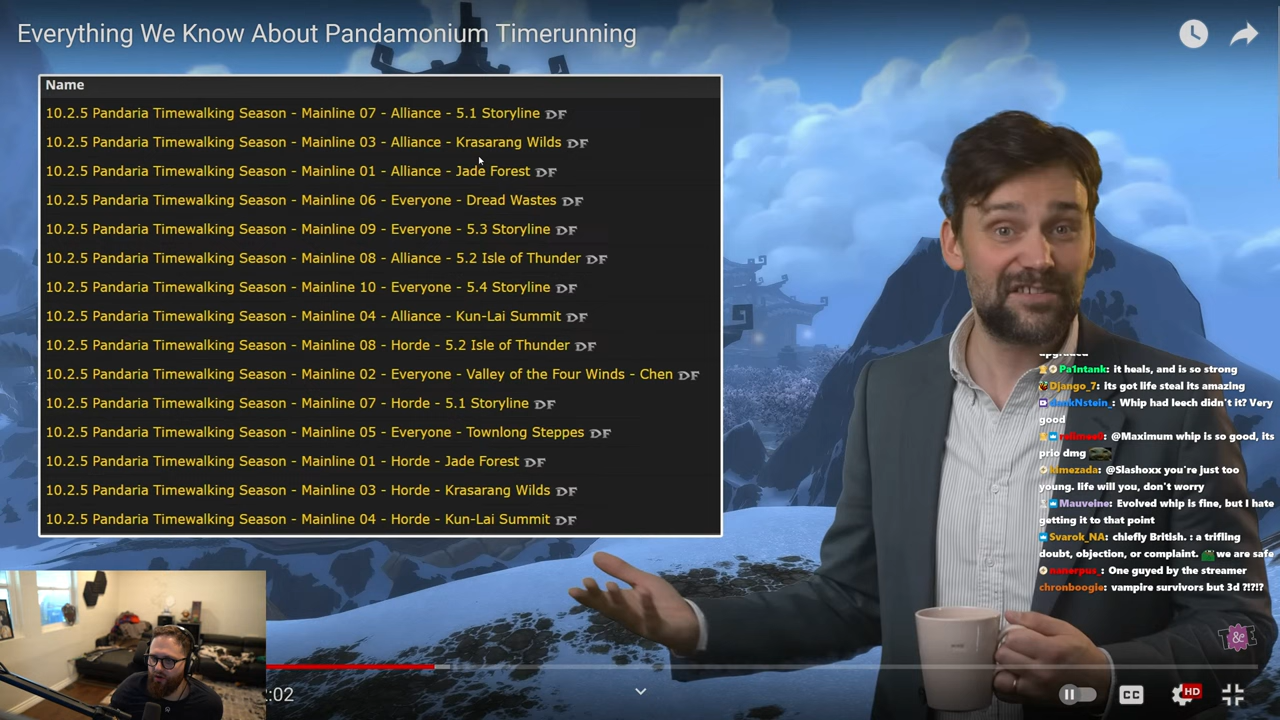 Everything We Know About Pandamonium Timerunning
Name
10.2.5 Pandaria Timewalking Season - Mainline 07 - Alliance - 5.1 Storyline DF
10.2.5 Pandaria Timewalking Season - Mainline 03 - Alliance - Krasarang Wilds DF
10.2.5 Pandaria Timewalking Season - Mainline 01 - Alliance - Jade Forest DF
10.2.5 Pandaria Timewalking Season - Mainline 06 - Everyone - Dread Wastes DF
10.2.5 Pandaria Timewalking Season - Mainline 09 - Everyone - 5.3 Storyline DF
10.2.5 Pandaria Timewalking Season - Mainline 08 - Alliance - 5.2 Isle of Thunder DF
10.2.5 Pandaria Timewalking Season - Mainline 10 - Everyone - 5.4 Storyline DF
10.2.5 Pandaria Timewalking Season - Mainline 04 - Alliance - Kun-Lai Summit DF
10.2.5 Pandaria Timewalking Season - Mainline 08 - Horde - 5.2 Isle of Thunder DF
10.2.5 Pandaria Timewalking Season - Mainline 02 - Everyone - Valley of the Four Winds - Chen DF
10.2.5 Pandaria Timewalking Season - Mainline 07 - Horde - 5.1 Storyline DF
10.2.5 Pandaria Timewalking Season - Mainline 05 - Everyone - Townlong Steppes DF
10.2.5 Pandaria Timewalking Season - Mainline 01 - Horde - Jade Forest DF
10.2.5 Pandaria Timewalking Season - Mainline 03 - Horde - Krasarang Wilds DF
10.2.5 Pandaria Timewalking Season - Mainline 04 - Horde - Kun-Lai Summit DF
Pa1ntank: it heals, and is so strong
Django_7: Its got life steal its amazing
Whip had leech didn't it? Very
good
@Maximum whip is so good, its
prio dmg
@Slashoxx you're just too
young. life will you, don't worry
Mauveine: Evolved whip is fine, but I hate
getting it to that point
Svarok_NA: chiefly British. : a trifling
doubt, objection, or complaint. we are safe
One guyed by the streamer
chronboogie: vampire survivors but 3d ?!?!?
:02
CC
HD